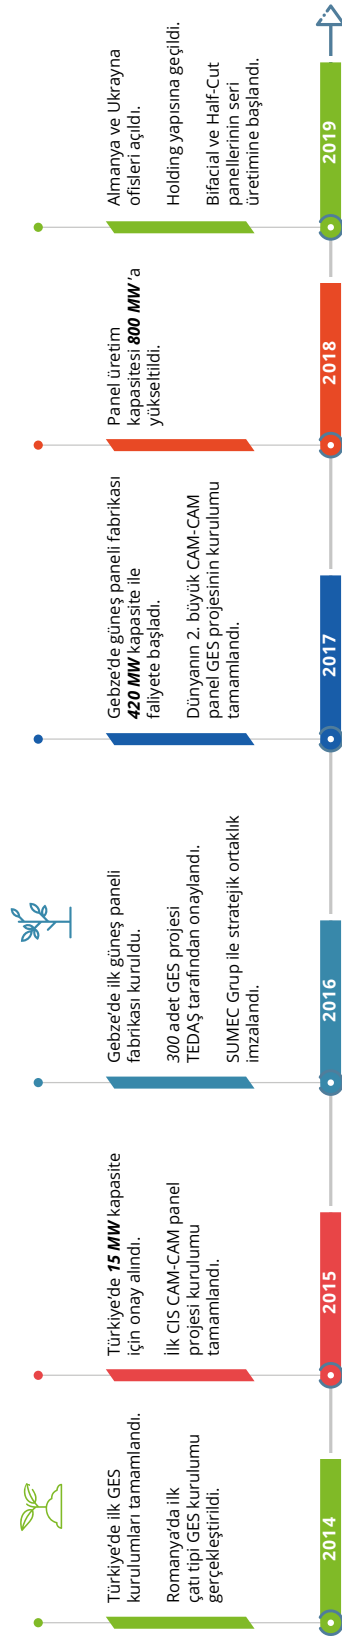 2014
Türkiye’de ilk GES
kurulumları tamamlandı.
Romanya’da ilk
çatı tipi GES kurulumu
gerçekleştirildi.
2015
Türkiye’de 15 MW kapasite
için onay alındı.
İlk CIS CAM-CAM panel
projesi kurulumu
tamamlandı.
2016
Gebze’de ilk güneş paneli
fabrikası kuruldu.
300 adet GES projesi
TEDAŞ tarafından onaylandı.
SUMEC Grup ile stratejik ortaklık
imzalandı.
2017
Gebze’de güneş paneli fabrikası
420 MW kapasite ile
faliyete başladı.
Dünyanın 2. büyük CAM-CAM
panel GES projesinin kurulumu
tamamlandı.
2018
Panel üretim
kapasitesi 800 MW ’a
yükseltildi.
2019
Almanya ve Ukrayna
ofisleri açıldı.
Holding yapısına geçildi.
Bifacial ve Half-Cut
panellerinin seri
üretimine başlandı.